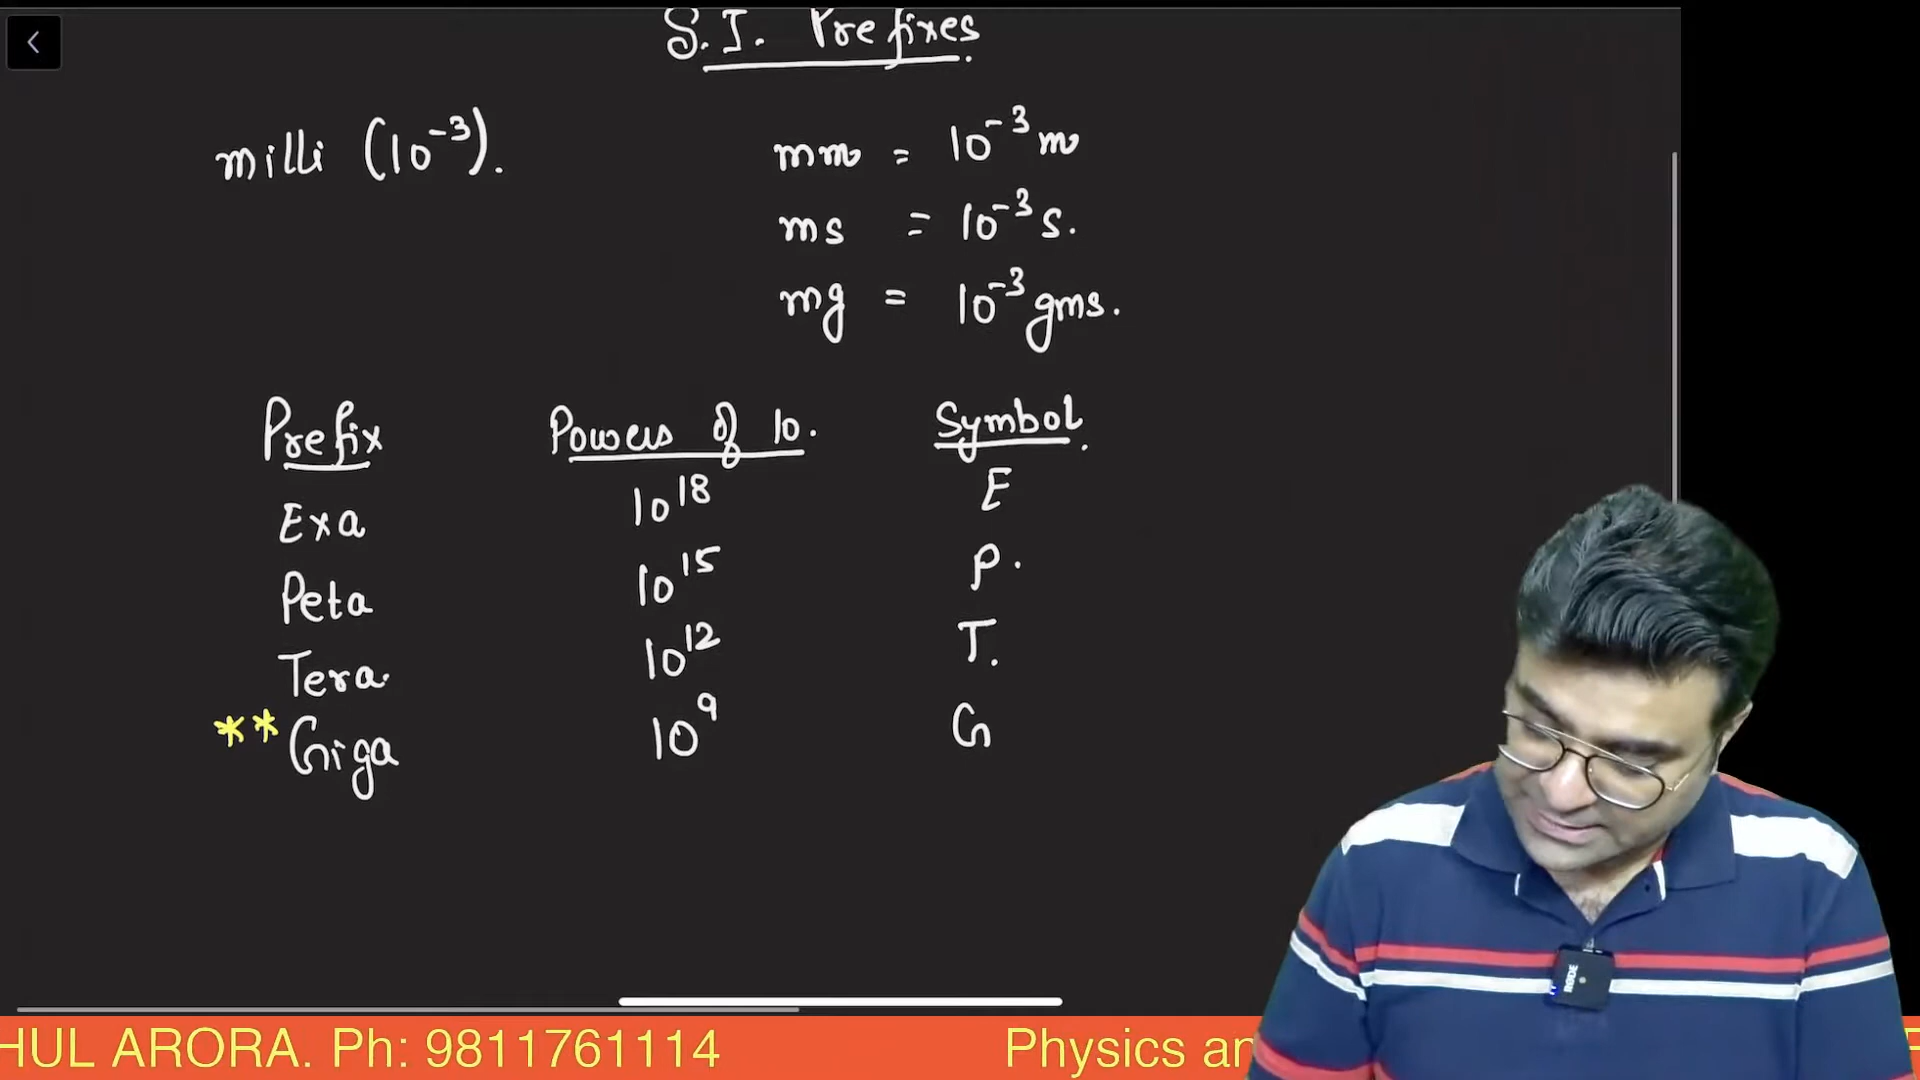 S.I. Prefixes.
milli (10⁻³).
mm = 10⁻³ m
ms = 10⁻³ s.
mg = 10⁻³ gms.
Prefix Powers of 10. Symbol.
Exa 10¹⁸ E
Peta 10¹⁵ P.
Tera. 10¹² T.
** Giga 10⁹ G
HUL ARORA. Ph: 9811761114 Physics an
RODE